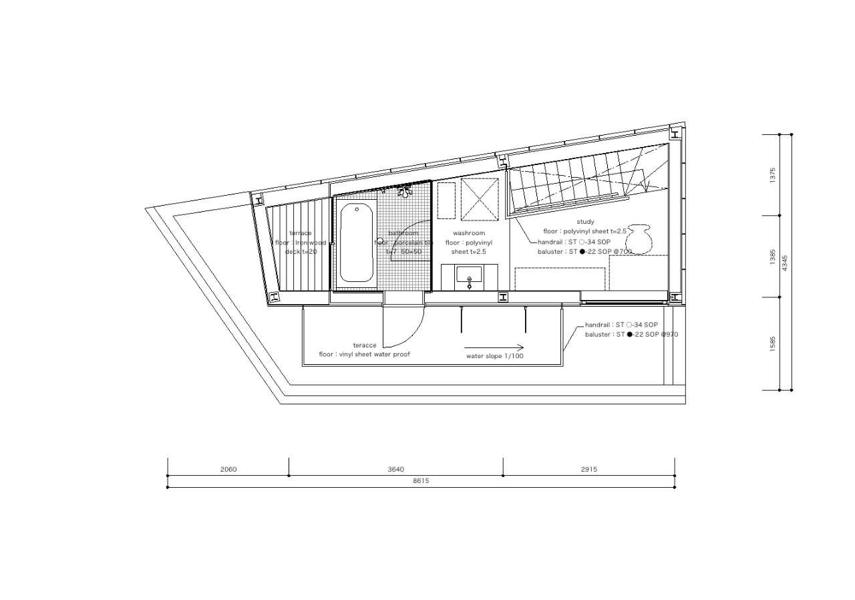 terrace
floor : Iron wood
deck t=20
bathroom
floor : porcelain tile
t=7 50×50
washroom
floor : polyvinyl
sheet t=2.5
study
floor : polyvinyl sheet t=2.5
handrail : ST ○-34 SOP
baluster : ST ●-22 SOP @700
handrail : ST ○-34 SOP
baluster : ST ●-22 SOP @970
teracce
floor : vinyl sheet water proof
water slope 1/100
1375
1385
4345
1585
2060
3640
2915
8615